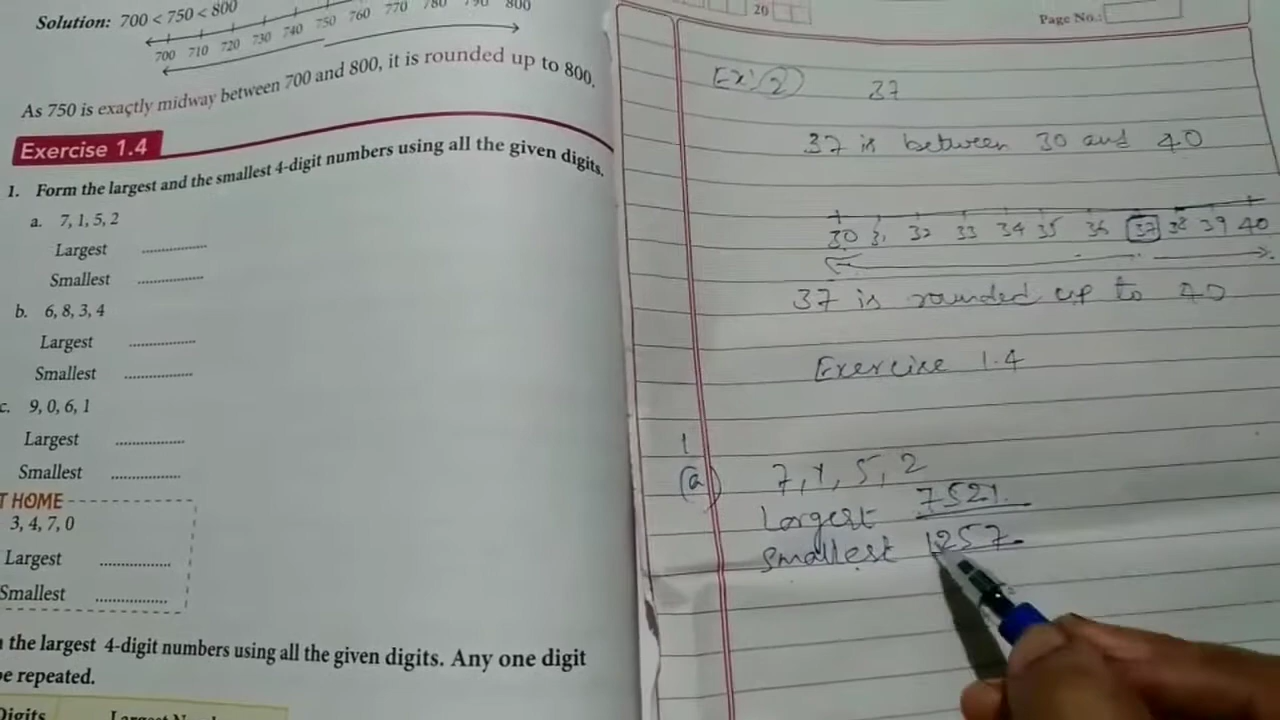 Solution: 700 < 750 < 800
700 710 720 730 740 750 760 770 780 790 800
As 750 is exactly midway between 700 and 800, it is rounded up to 800.
Exercise 1.4
1. Form the largest and the smallest 4-digit numbers using all the given digits.
a. 7, 1, 5, 2
Largest ................
Smallest ................
b. 6, 8, 3, 4
Largest ................
Smallest ................
c. 9, 0, 6, 1
Largest ................
Smallest ................
T HOME
3, 4, 7, 0
Largest ................
Smallest ................
the largest 4-digit numbers using all the given digits. Any one digit
be repeated.
Digits
20
Page No.:
Ex: 2 37
37 is between 30 and 40
30 31 32 33 34 35 36 37 38 39 40
37 is rounded up to 40
Exercise 1.4
1
(a) 7, 1, 5, 2
Largest 7521.
Smallest 1257.